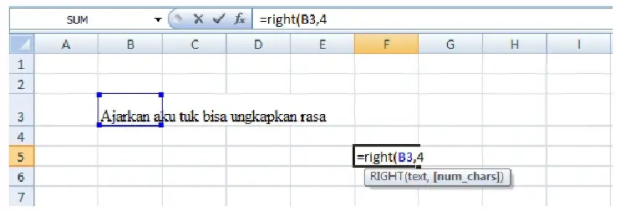 SUM fx =right(B3,4
A B C D E F G H I
1
2
3 Ajarkan aku tuk bisa ungkapkan rasa
4
5 =right(B3,4
6 RIGHT(text, [num_chars])
7